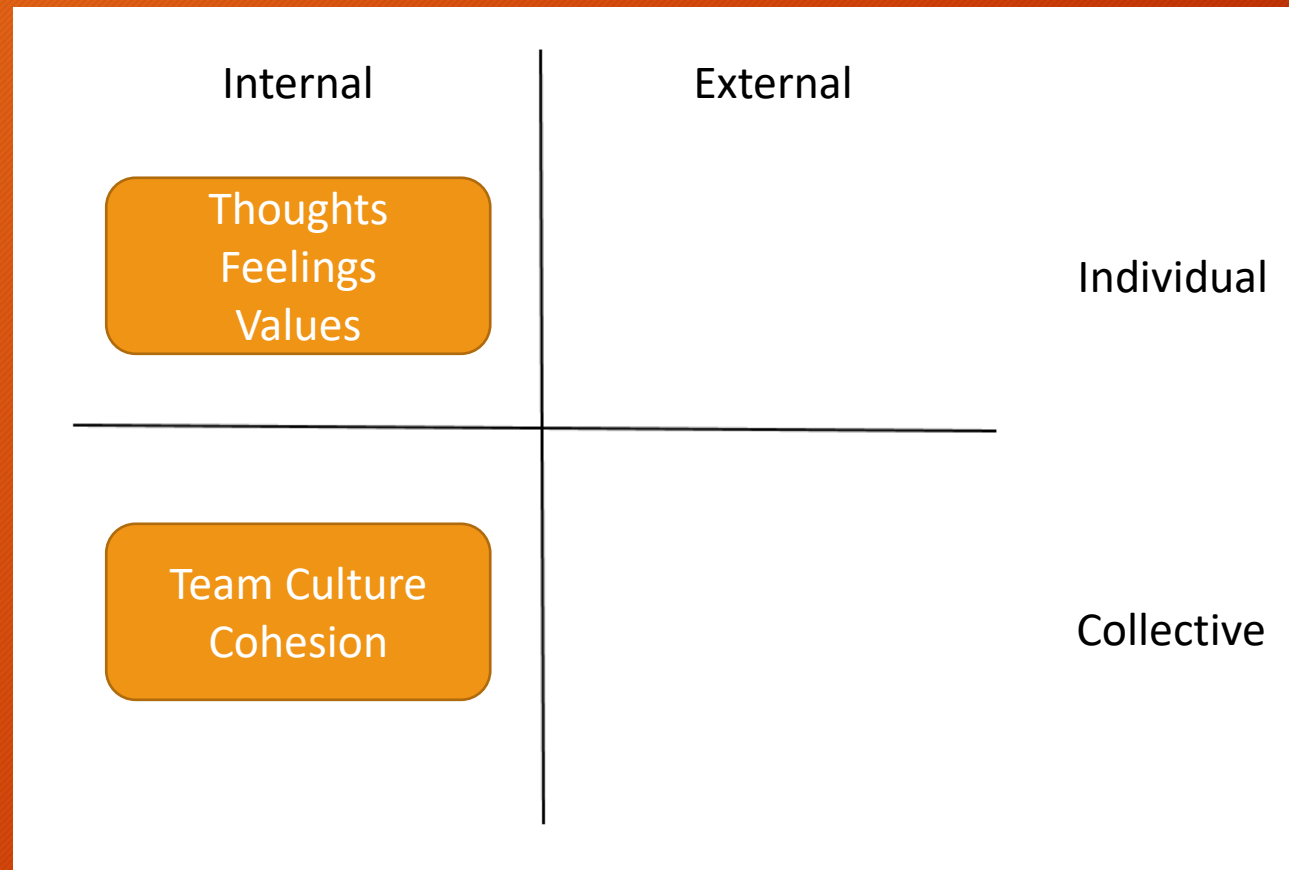 Internal
External
Thoughts
Feelings
Values
Individual
Team Culture
Cohesion
Collective